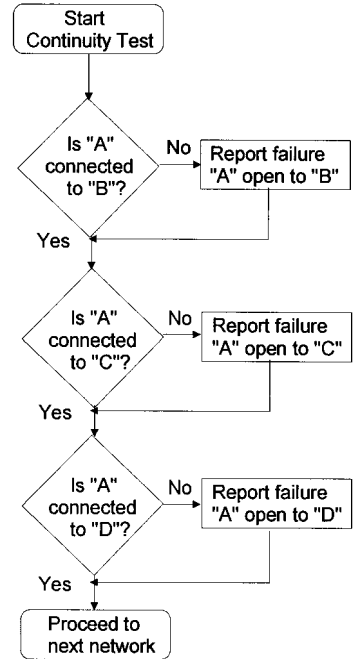 Start
Continuity Test
Is "A"
connected
to "B"?
No
Report failure
"A" open to "B"
Yes
Is "A"
connected
to "C"?
No
Report failure
"A" open to "C"
Yes
Is "A"
connected
to "D"?
No
Report failure
"A" open to "D"
Yes
Proceed to
next network